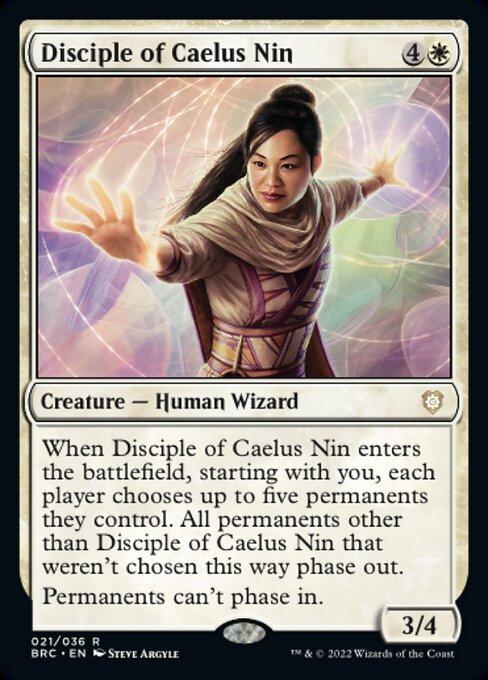 Disciple of Caelus Nin 4
Creature — Human Wizard
When Disciple of Caelus Nin enters
the battlefield, starting with you, each
player chooses up to five permanents
they control. All permanents other
than Disciple of Caelus Nin that
weren't chosen this way phase out.
Permanents can't phase in.
3/4
021/036 R
BRC • EN Steve Argyle
™ & © 2022 Wizards of the Coast